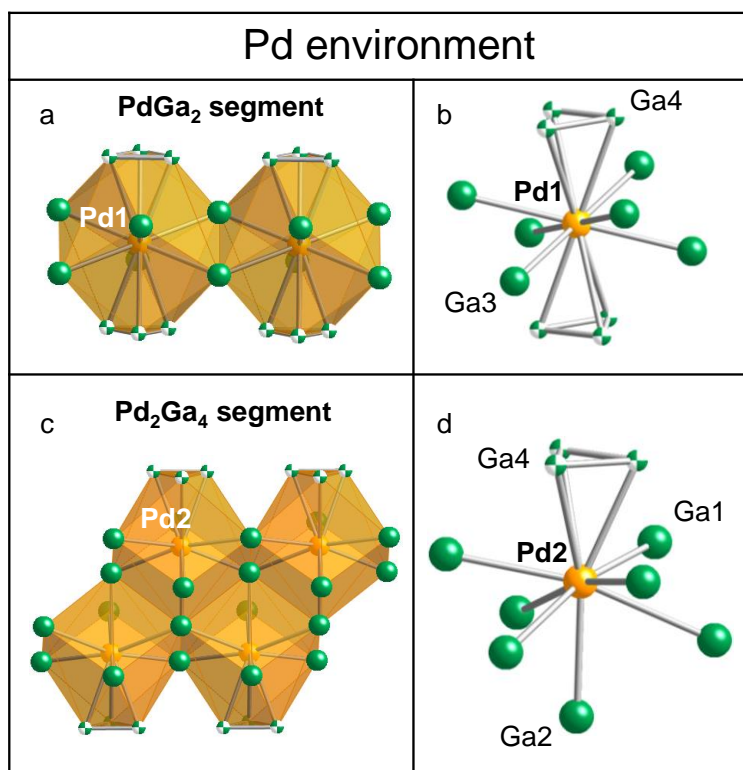 Pd environment
a
PdGa₂ segment
Pd1
b
Ga4
Pd1
Ga3
c
Pd₂Ga₄ segment
Pd2
d
Ga4
Ga1
Pd2
Ga2